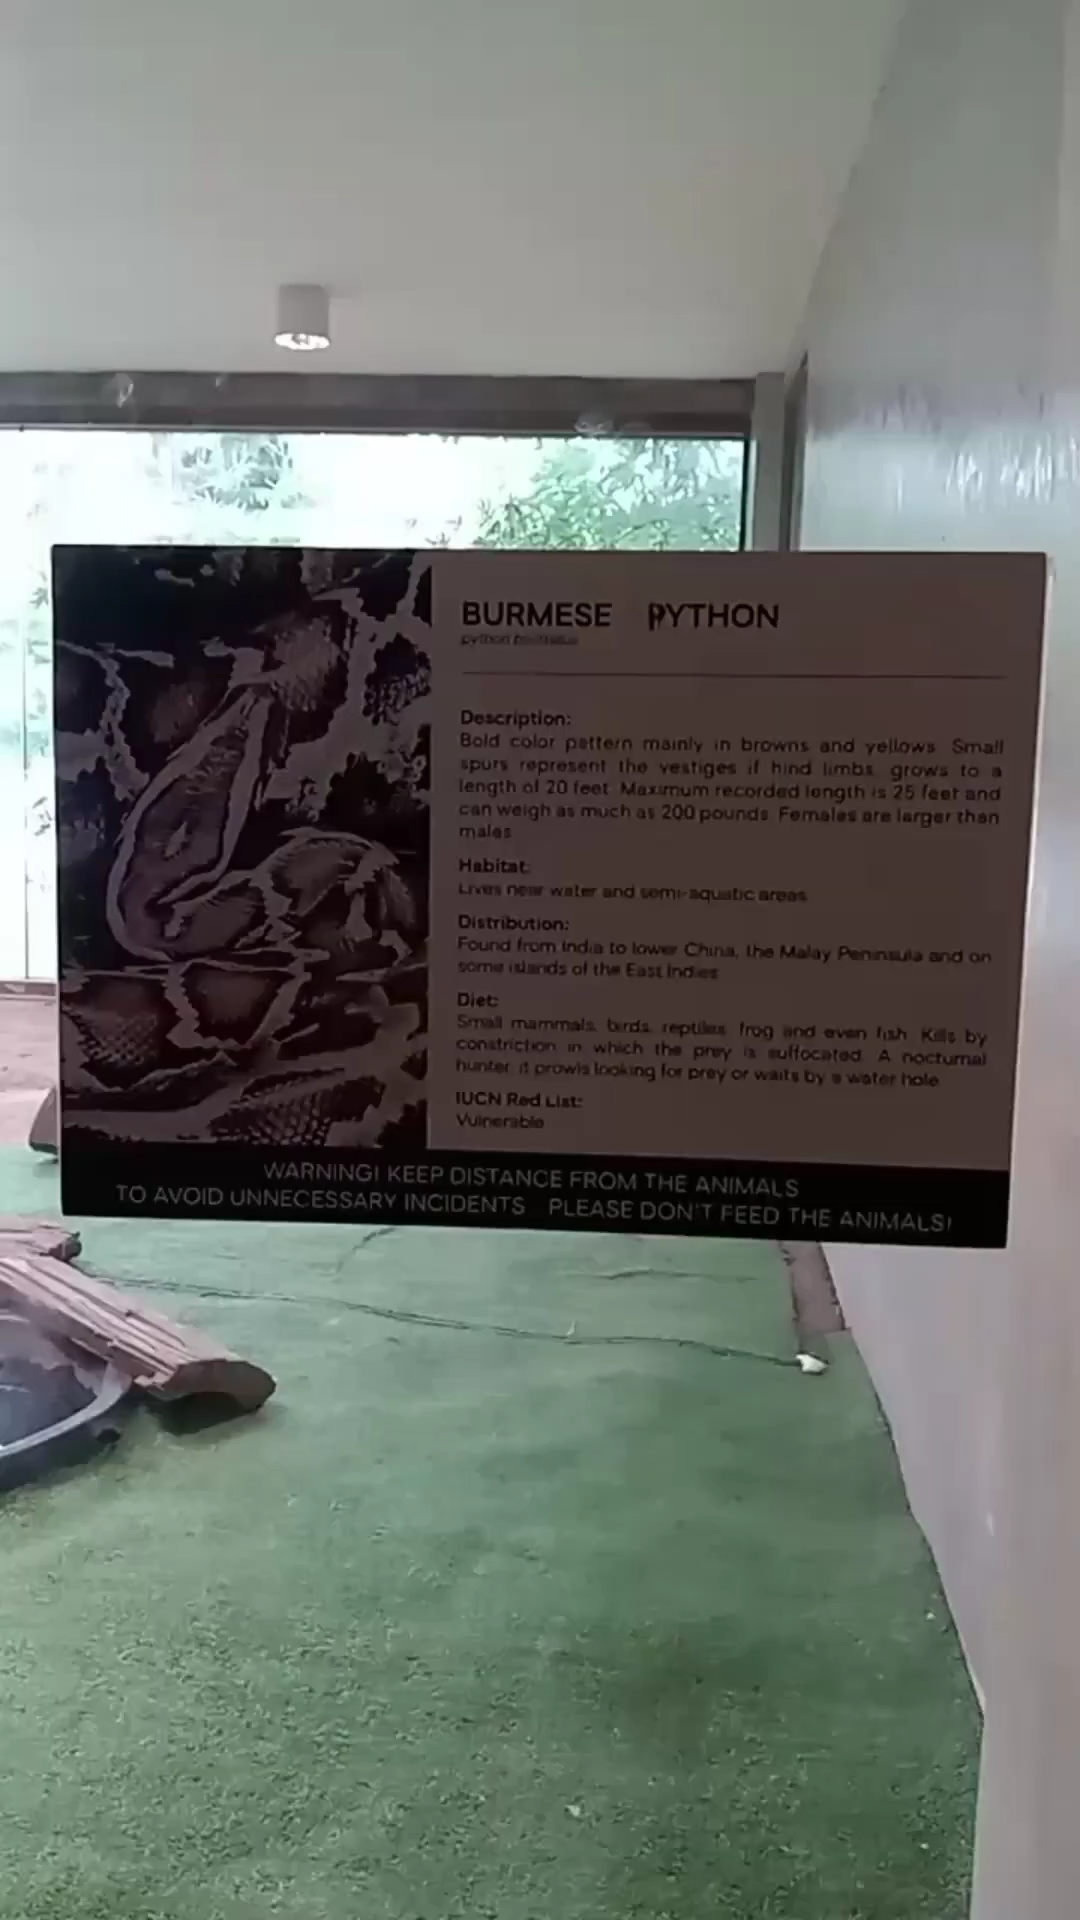 BURMESE PYTHON
python
Description:
Bold color pattern mainly in browns and yellows. Small
spurs represent the vestiges if hind limbs, grows to a
length of 20 feet. Maximum recorded length is 25 feet and
can weigh as much as 200 pounds. Females are larger than
males.
Habitat:
Lives near water and semi-aquatic areas
Distribution:
Found from India to lower China, the Malay Peninsula and on
some islands of the East Indies
Diet:
Small mammals, birds, reptiles, frog and even fish. Kills by
constriction in which the prey is suffocated. A nocturnal
hunter, it prowls looking for prey or waits by a water hole.
IUCN Red List:
Vulnerable
WARNING! KEEP DISTANCE FROM THE ANIMALS
TO AVOID UNNECESSARY INCIDENTS PLEASE DON'T FEED THE ANIMALS!